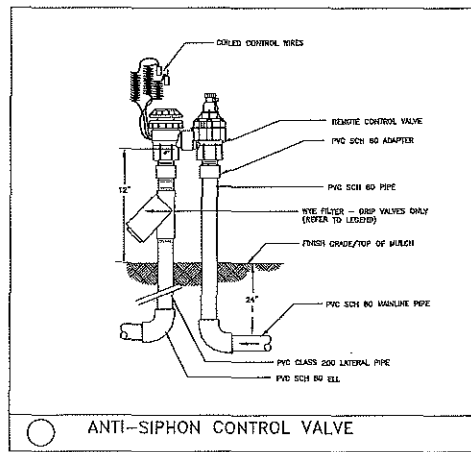 COILED CONTROL WIRES
REMOTE CONTROL VALVE
PVC SCH 80 ADAPTER
12"
PVC SCH 80 PIPE
WYE FILTER - DRIP VALVES ONLY
(REFER TO LEGEND)
FINISH GRADE/TOP OF MULCH
24"
PVC SCH 80 MAINLINE PIPE
PVC CLASS 200 LATERAL PIPE
PVC SCH 80 ELL
ANTI-SIPHON CONTROL VALVE